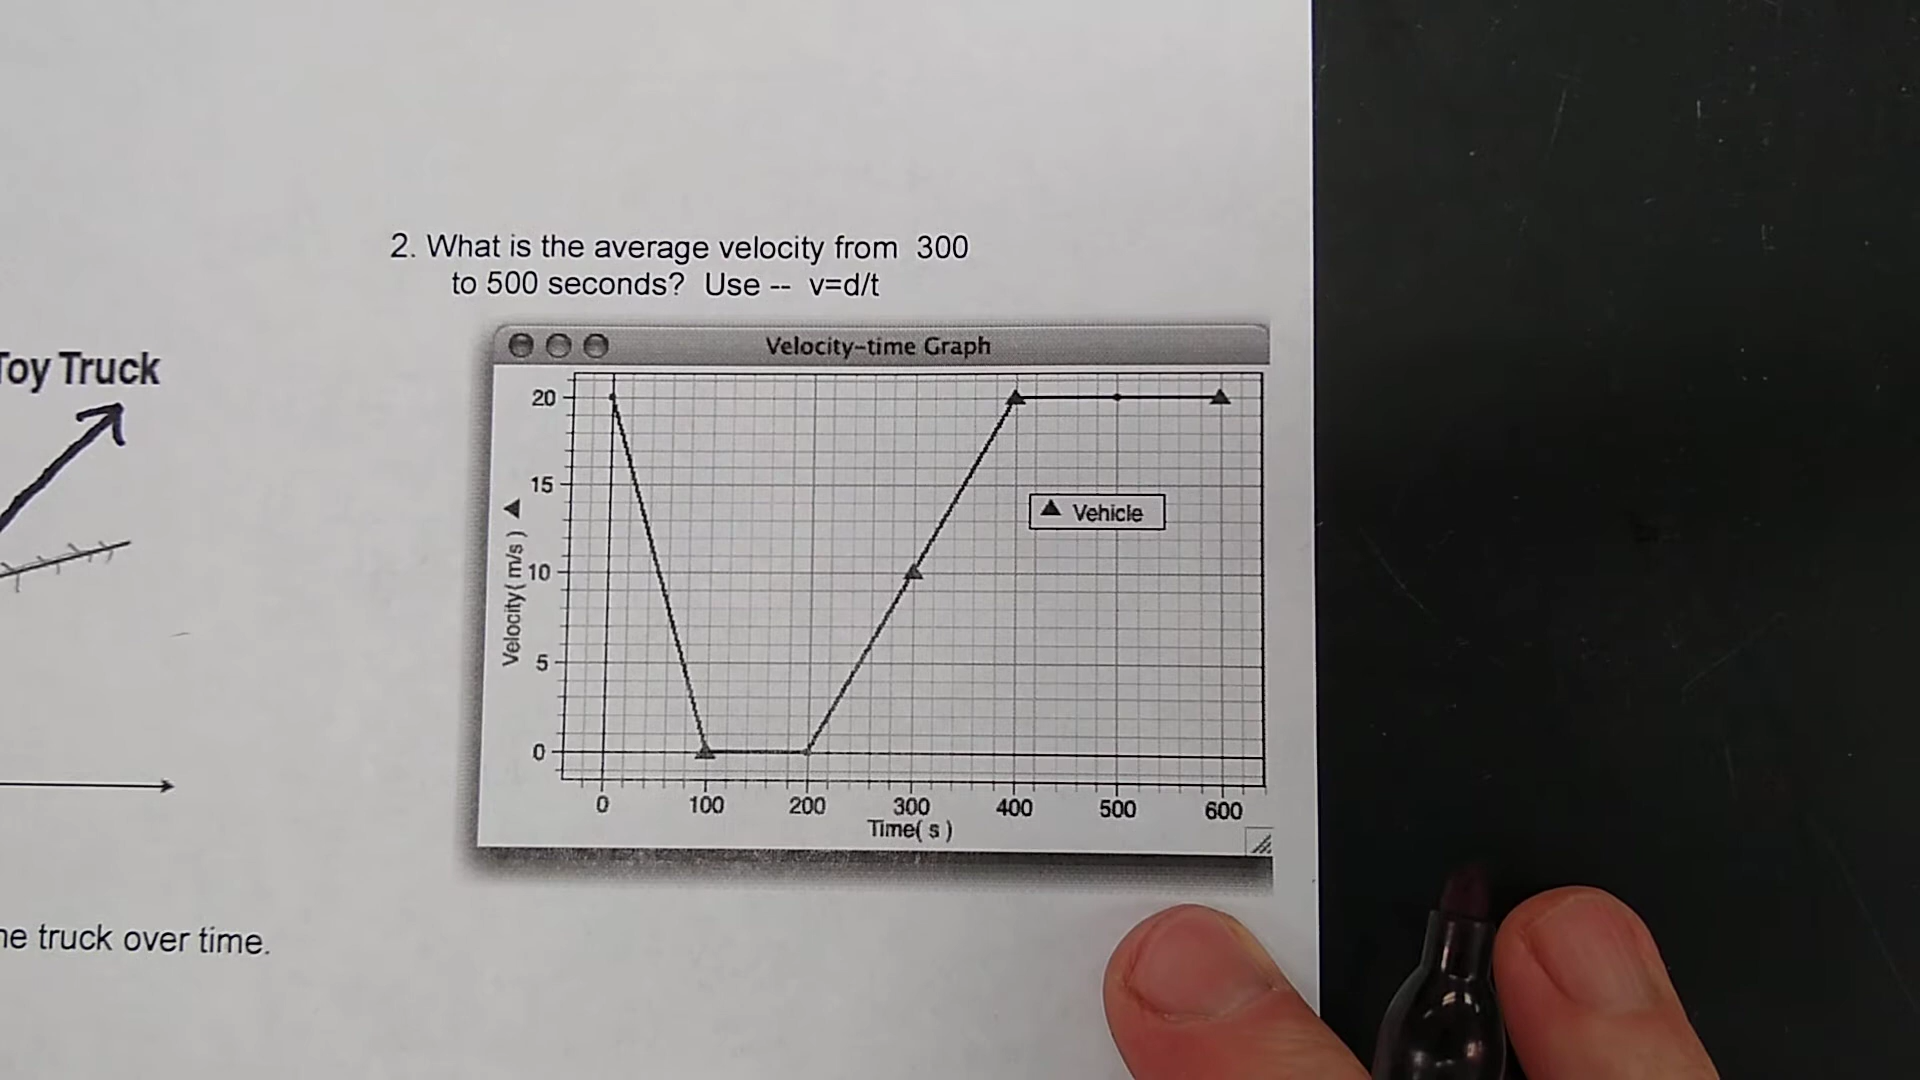 2. What is the average velocity from 300
to 500 seconds? Use -- v=d/t
Toy Truck
Velocity-time Graph
20
15
10
5
0
Velocity( m/s )
Vehicle
0 100 200 300 400 500 600
Time( s )
he truck over time.